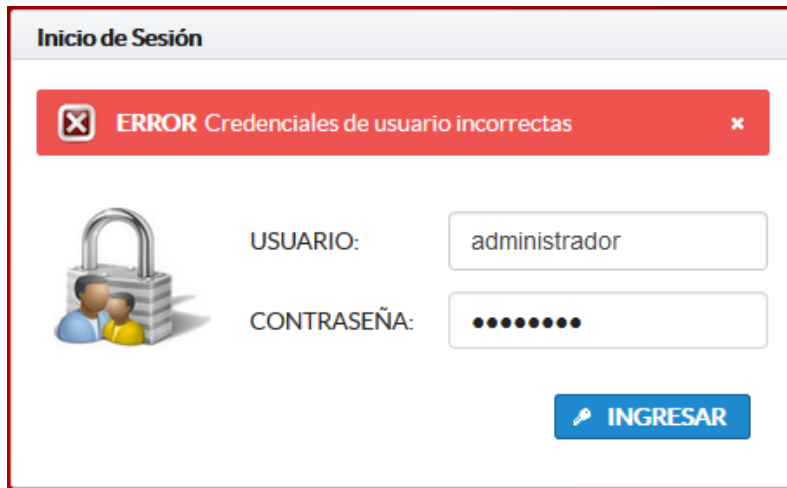 Inicio de Sesión
ERROR Credenciales de usuario incorrectas ×
USUARIO: administrador
CONTRASEÑA: ••••••••
INGRESAR